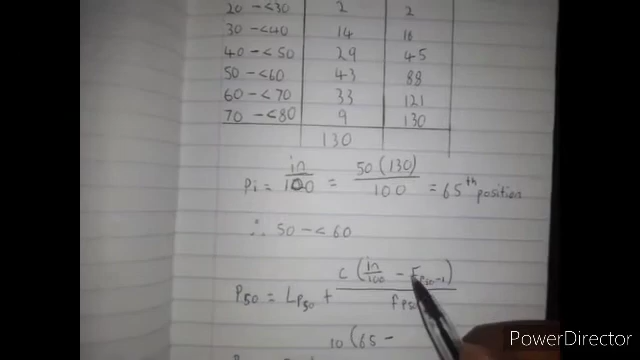 20 -<30 2 2
30 -<40 14 16
40 -<50 29 45
50 -<60 43 88
60 -<70 33 121
70 -<80 9 130
130
Pi = in/100 = 50(130)/100 = 65th position
∴ 50 -< 60
P50 = LP50 + C (in/100 - FP50-1) / fP50
10 (65 -
PowerDirector